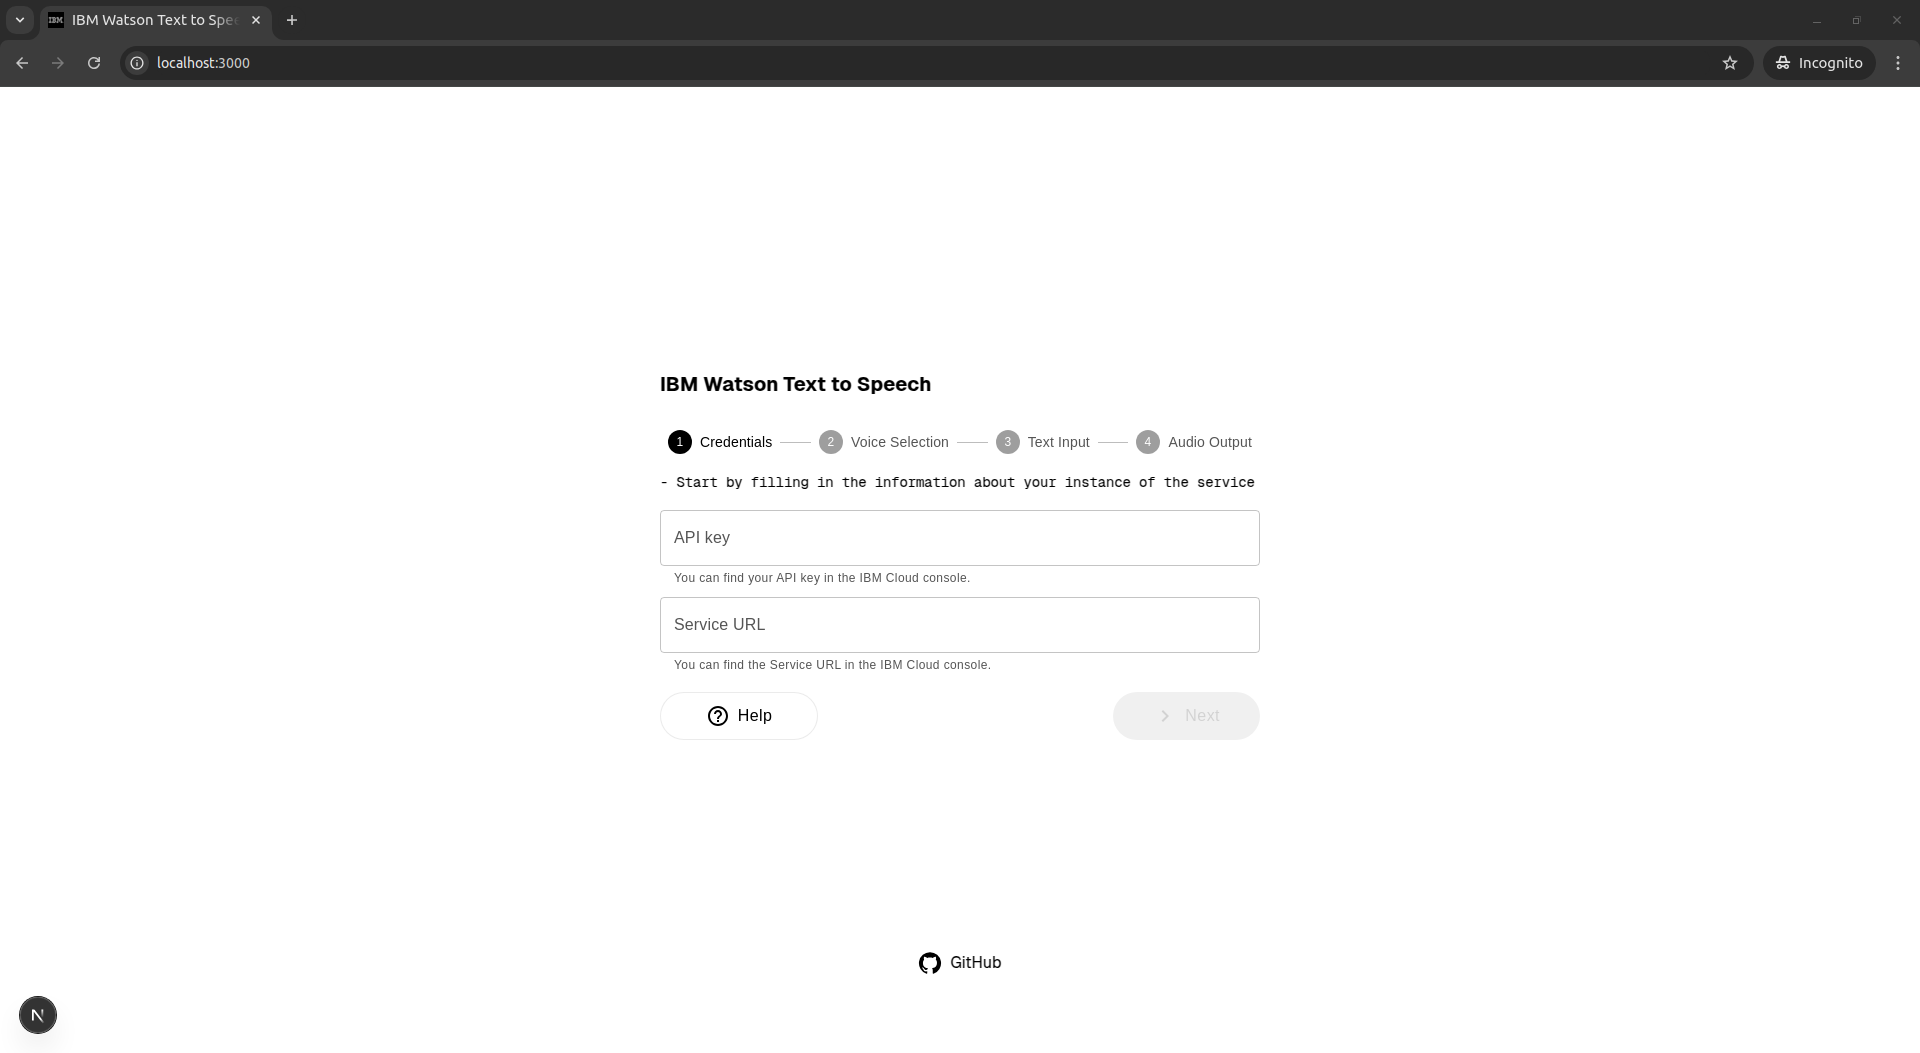 IBM Watson Text to Spee
localhost:3000
Incognito
IBM Watson Text to Speech
1 Credentials 2 Voice Selection 3 Text Input 4 Audio Output
- Start by filling in the information about your instance of the service
API key
You can find your API key in the IBM Cloud console.
Service URL
You can find the Service URL in the IBM Cloud console.
Help
Next
GitHub
N